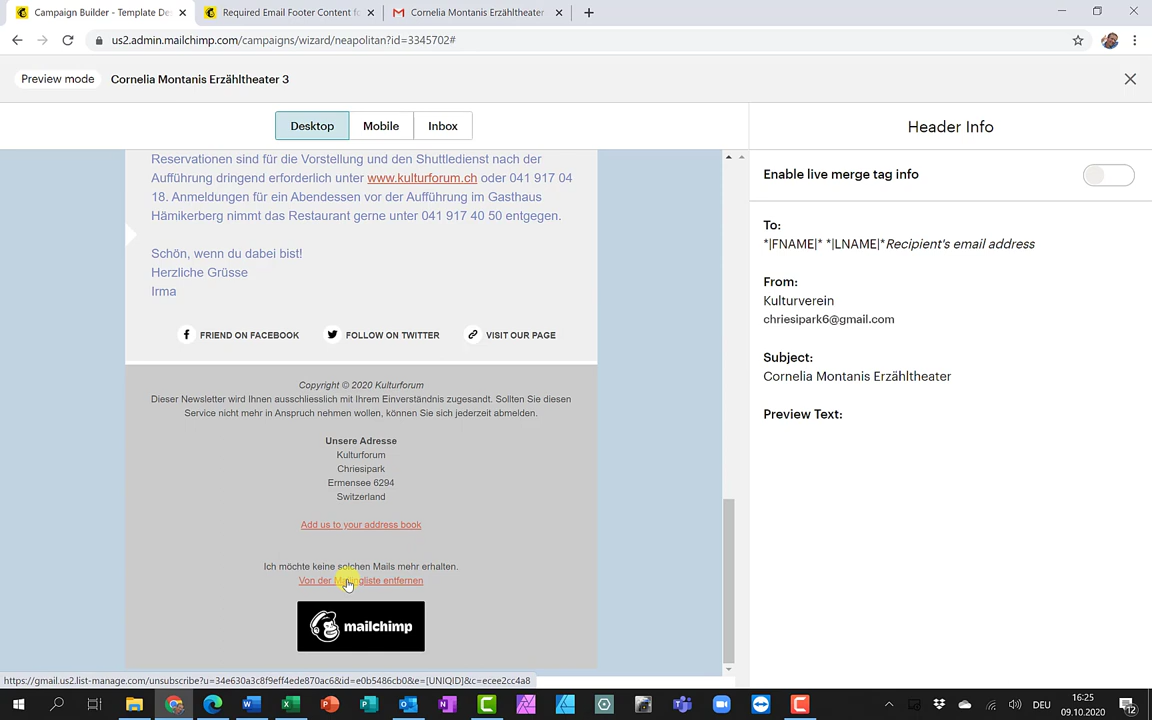 Campaign Builder - Template De
Required Email Footer Content fo
Cornelia Montanis Erzähltheater
us2.admin.mailchimp.com/campaigns/wizard/neapolitan?id=3345702#
Preview mode
Cornelia Montanis Erzähltheater 3
Desktop
Mobile
Inbox
Header Info
Reservationen sind für die Vorstellung und den Shuttledienst nach der
Aufführung dringend erforderlich unter www.kulturforum.ch oder 041 917 04
18. Anmeldungen für ein Abendessen vor der Aufführung im Gasthaus
Hämikerberg nimmt das Restaurant gerne unter 041 917 40 50 entgegen.
Schön, wenn du dabei bist!
Herzliche Grüsse
Irma
FRIEND ON FACEBOOK
FOLLOW ON TWITTER
VISIT OUR PAGE
Copyright © 2020 Kulturforum
Dieser Newsletter wird Ihnen ausschliesslich mit Ihrem Einverständnis zugesandt. Sollten Sie diesen
Service nicht mehr in Anspruch nehmen wollen, können Sie sich jederzeit abmelden.
Unsere Adresse
Kulturforum
Chriesipark
Ermensee 6294
Switzerland
Add us to your address book
Ich möchte keine solchen Mails mehr erhalten.
Von der Mailingliste entfernen
mailchimp
Enable live merge tag info
To:
*|FNAME|* *|LNAME|*Recipient's email address
From:
Kulturverein
chriesipark6@gmail.com
Subject:
Cornelia Montanis Erzähltheater
Preview Text:
https://gmail.us2.list-manage.com/unsubscribe?u=34e630a3c8f9eff4ede870ac6&id=e0b5486cb0&e=[UNIQID]&c=ecee2cc4a8
DEU
16:25
09.10.2020
12